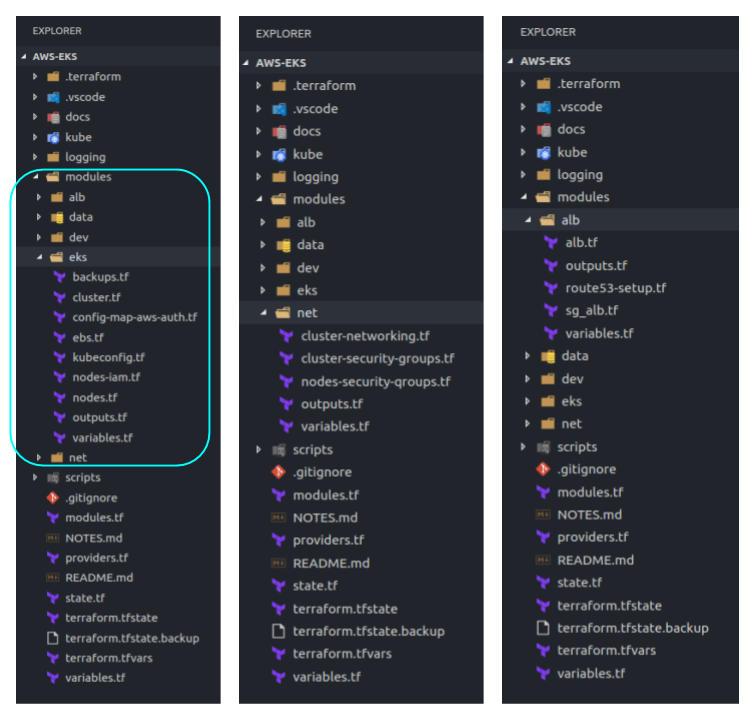 EXPLORER
AWS-EKS
.terraform
.vscode
docs
kube
logging
modules
alb
data
dev
eks
backups.tf
cluster.tf
config-map-aws-auth.tf
ebs.tf
kubeconfig.tf
nodes-iam.tf
nodes.tf
outputs.tf
variables.tf
net
scripts
.gitignore
modules.tf
NOTES.md
providers.tf
README.md
state.tf
terraform.tfstate
terraform.tfstate.backup
terraform.tfvars
variables.tf
EXPLORER
AWS-EKS
.terraform
.vscode
docs
kube
logging
modules
alb
data
dev
eks
net
cluster-networking.tf
cluster-security-groups.tf
nodes-security-groups.tf
outputs.tf
variables.tf
scripts
.gitignore
modules.tf
NOTES.md
providers.tf
README.md
state.tf
terraform.tfstate
terraform.tfstate.backup
terraform.tfvars
variables.tf
EXPLORER
AWS-EKS
.terraform
.vscode
docs
kube
logging
modules
alb
alb.tf
outputs.tf
route53-setup.tf
sg_alb.tf
variables.tf
data
dev
eks
net
scripts
.gitignore
modules.tf
NOTES.md
providers.tf
README.md
state.tf
terraform.tfstate
terraform.tfstate.backup
terraform.tfvars
variables.tf